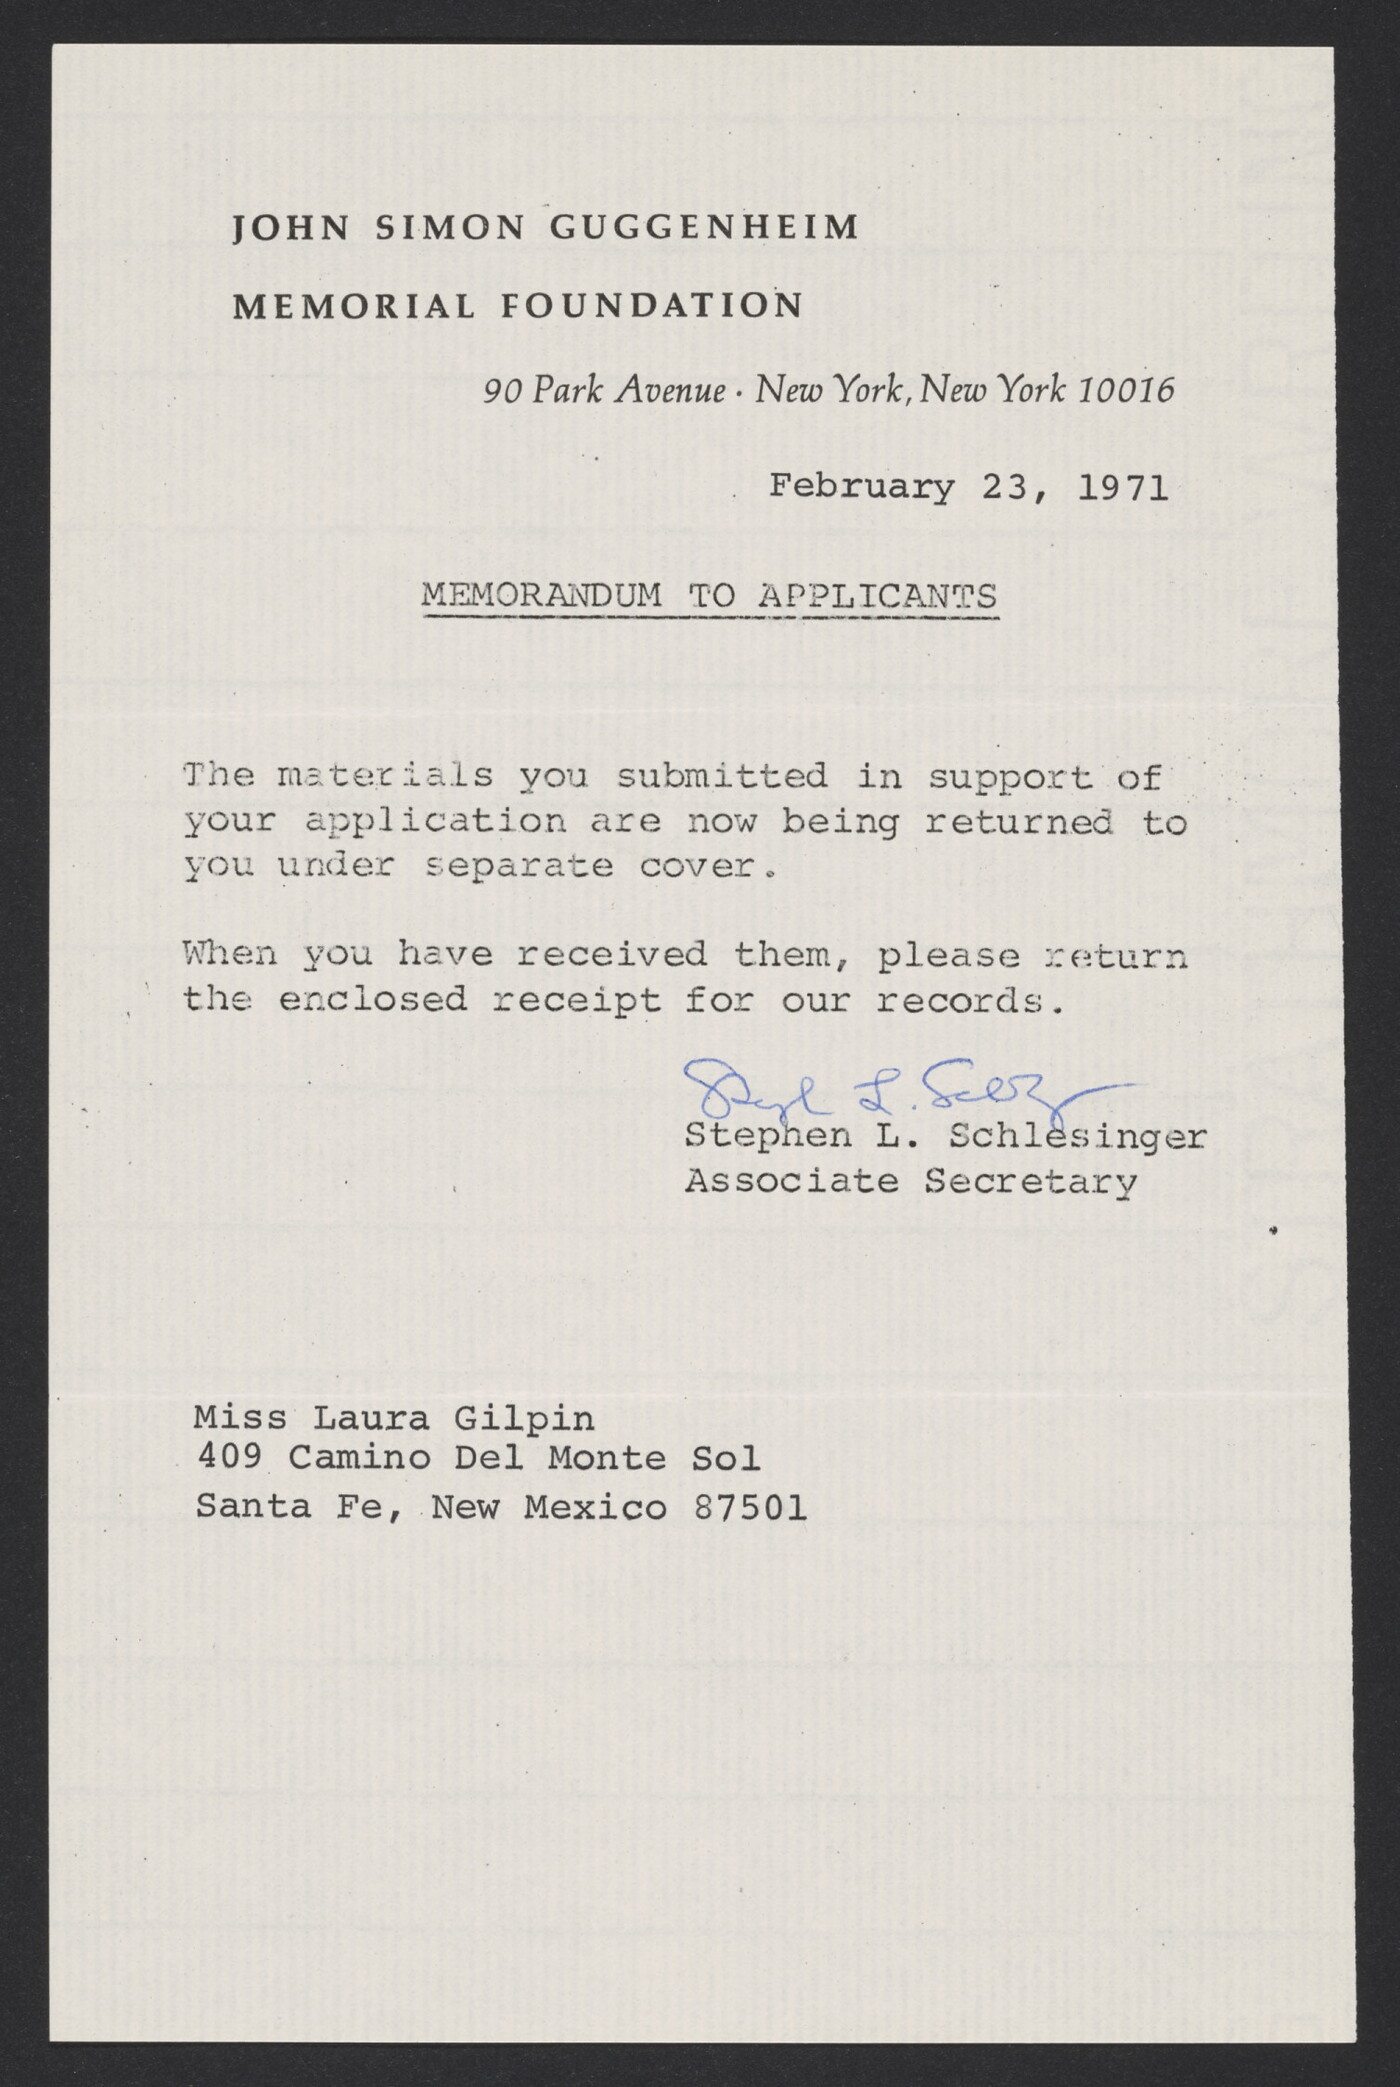 JOHN SIMON GUGGENHEIM
MEMORIAL FOUNDATION
90 Park Avenue · New York, New York 10016
February 23, 1971
MEMORANDUM TO APPLICANTS
The materials you submitted in support of
your application are now being returned to
you under separate cover.
When you have received them, please return
the enclosed receipt for our records.
Stephen L. Schlesinger
Associate Secretary
Miss Laura Gilpin
409 Camino Del Monte Sol
Santa Fe, New Mexico 87501